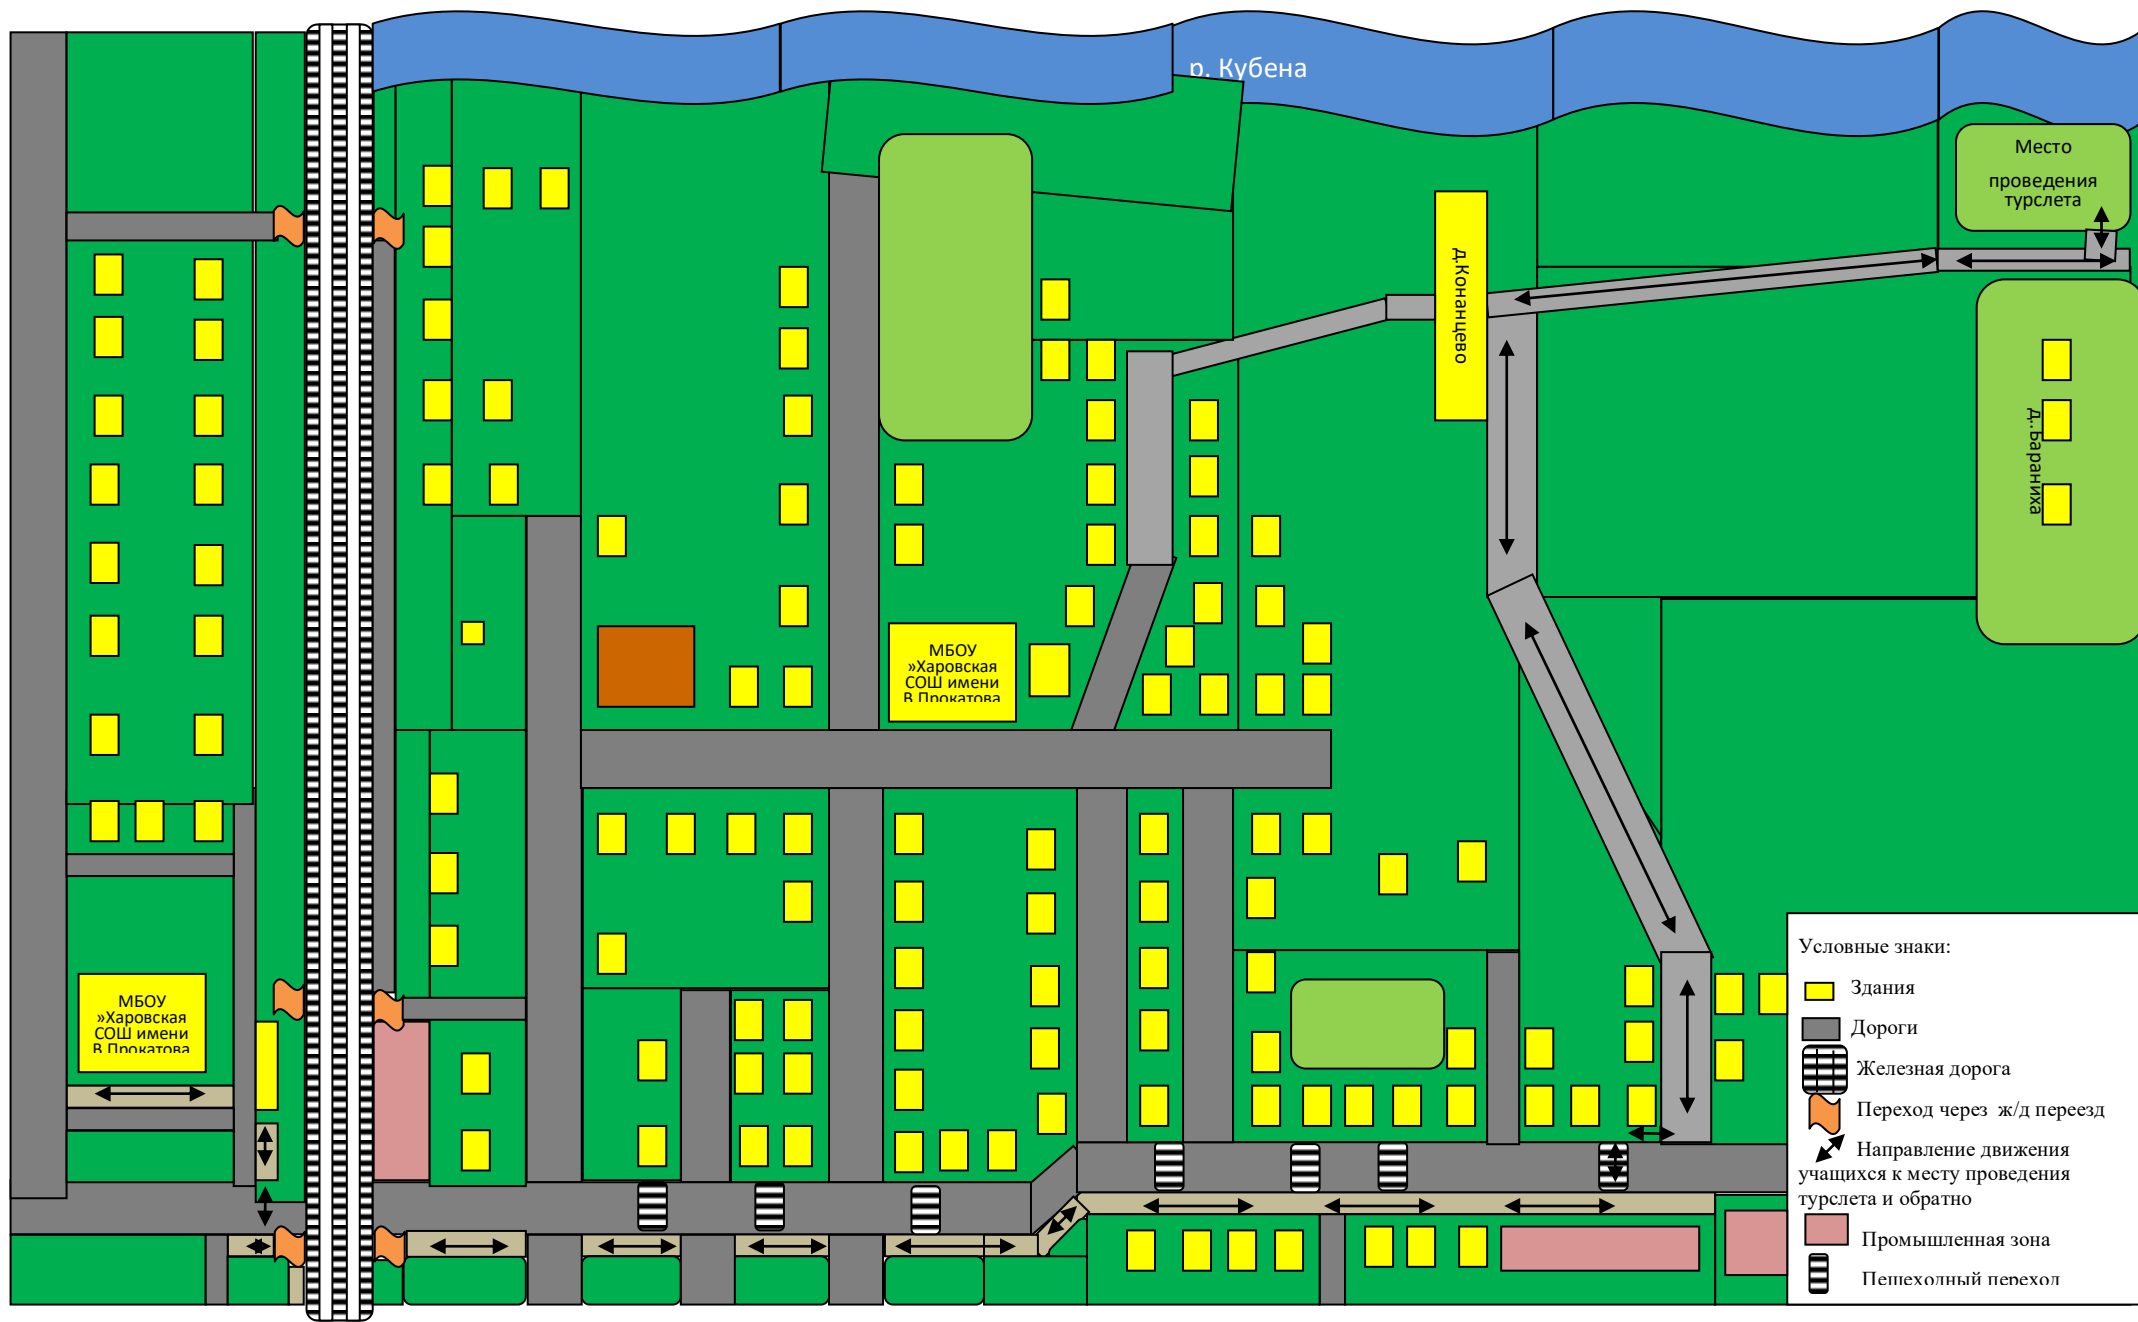 р. Кубена
Место
проведения
турслета
д.Конанцево
д..Бараниха
МБОУ
»Харовская
СОШ имени
В Прокатова
МБОУ
»Харовская
СОШ имени
В Прокатова
Условные знаки:
Здания
Дороги
Железная дорога
Переход через ж/д переезд
Направление движения
учащихся к месту проведения
турслета и обратно
Промышленная зона
Пешеходный переход